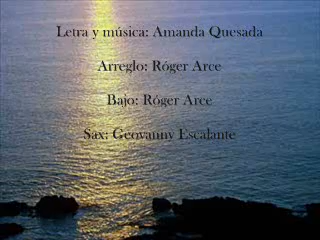 Letra y música: Amanda Quesada
Arreglo: Róger Arce
Bajo: Róger Arce
Sax: Geovanny Escalante